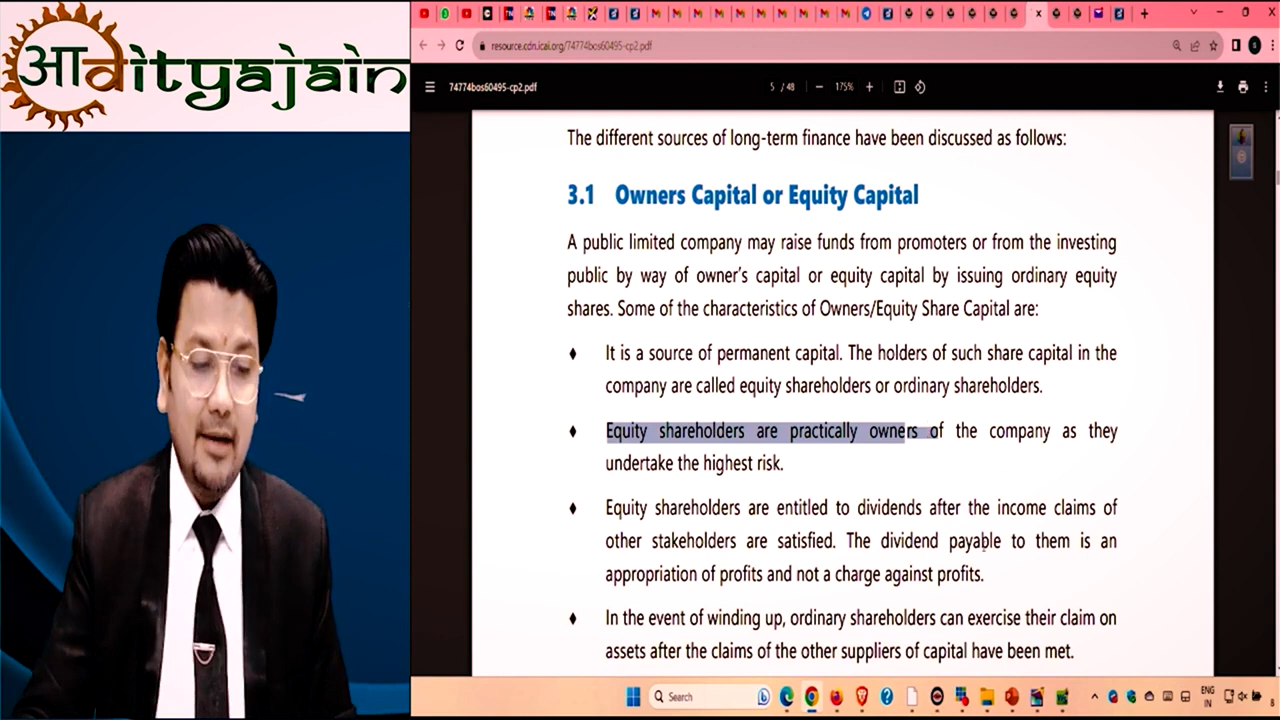 आdityajain
resource.cdn.icai.org/74774bos60495-cp2.pdf
74774bos60495-cp2.pdf
5 / 48
175%
The different sources of long-term finance have been discussed as follows:
3.1 Owners Capital or Equity Capital
A public limited company may raise funds from promoters or from the investing
public by way of owner's capital or equity capital by issuing ordinary equity
shares. Some of the characteristics of Owners/Equity Share Capital are:
♦ It is a source of permanent capital. The holders of such share capital in the
company are called equity shareholders or ordinary shareholders.
♦ Equity shareholders are practically owners of the company as they
undertake the highest risk.
♦ Equity shareholders are entitled to dividends after the income claims of
other stakeholders are satisfied. The dividend payable to them is an
appropriation of profits and not a charge against profits.
♦ In the event of winding up, ordinary shareholders can exercise their claim on
assets after the claims of the other suppliers of capital have been met.
Search
ENG
IN